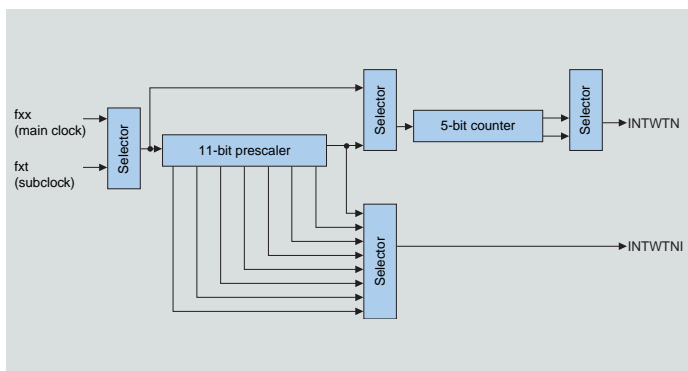 fxx
(main clock)
fxt
(subclock)
Selector
11-bit prescaler
Selector
5-bit counter
Selector
INTWTN
Selector
INTWTNI